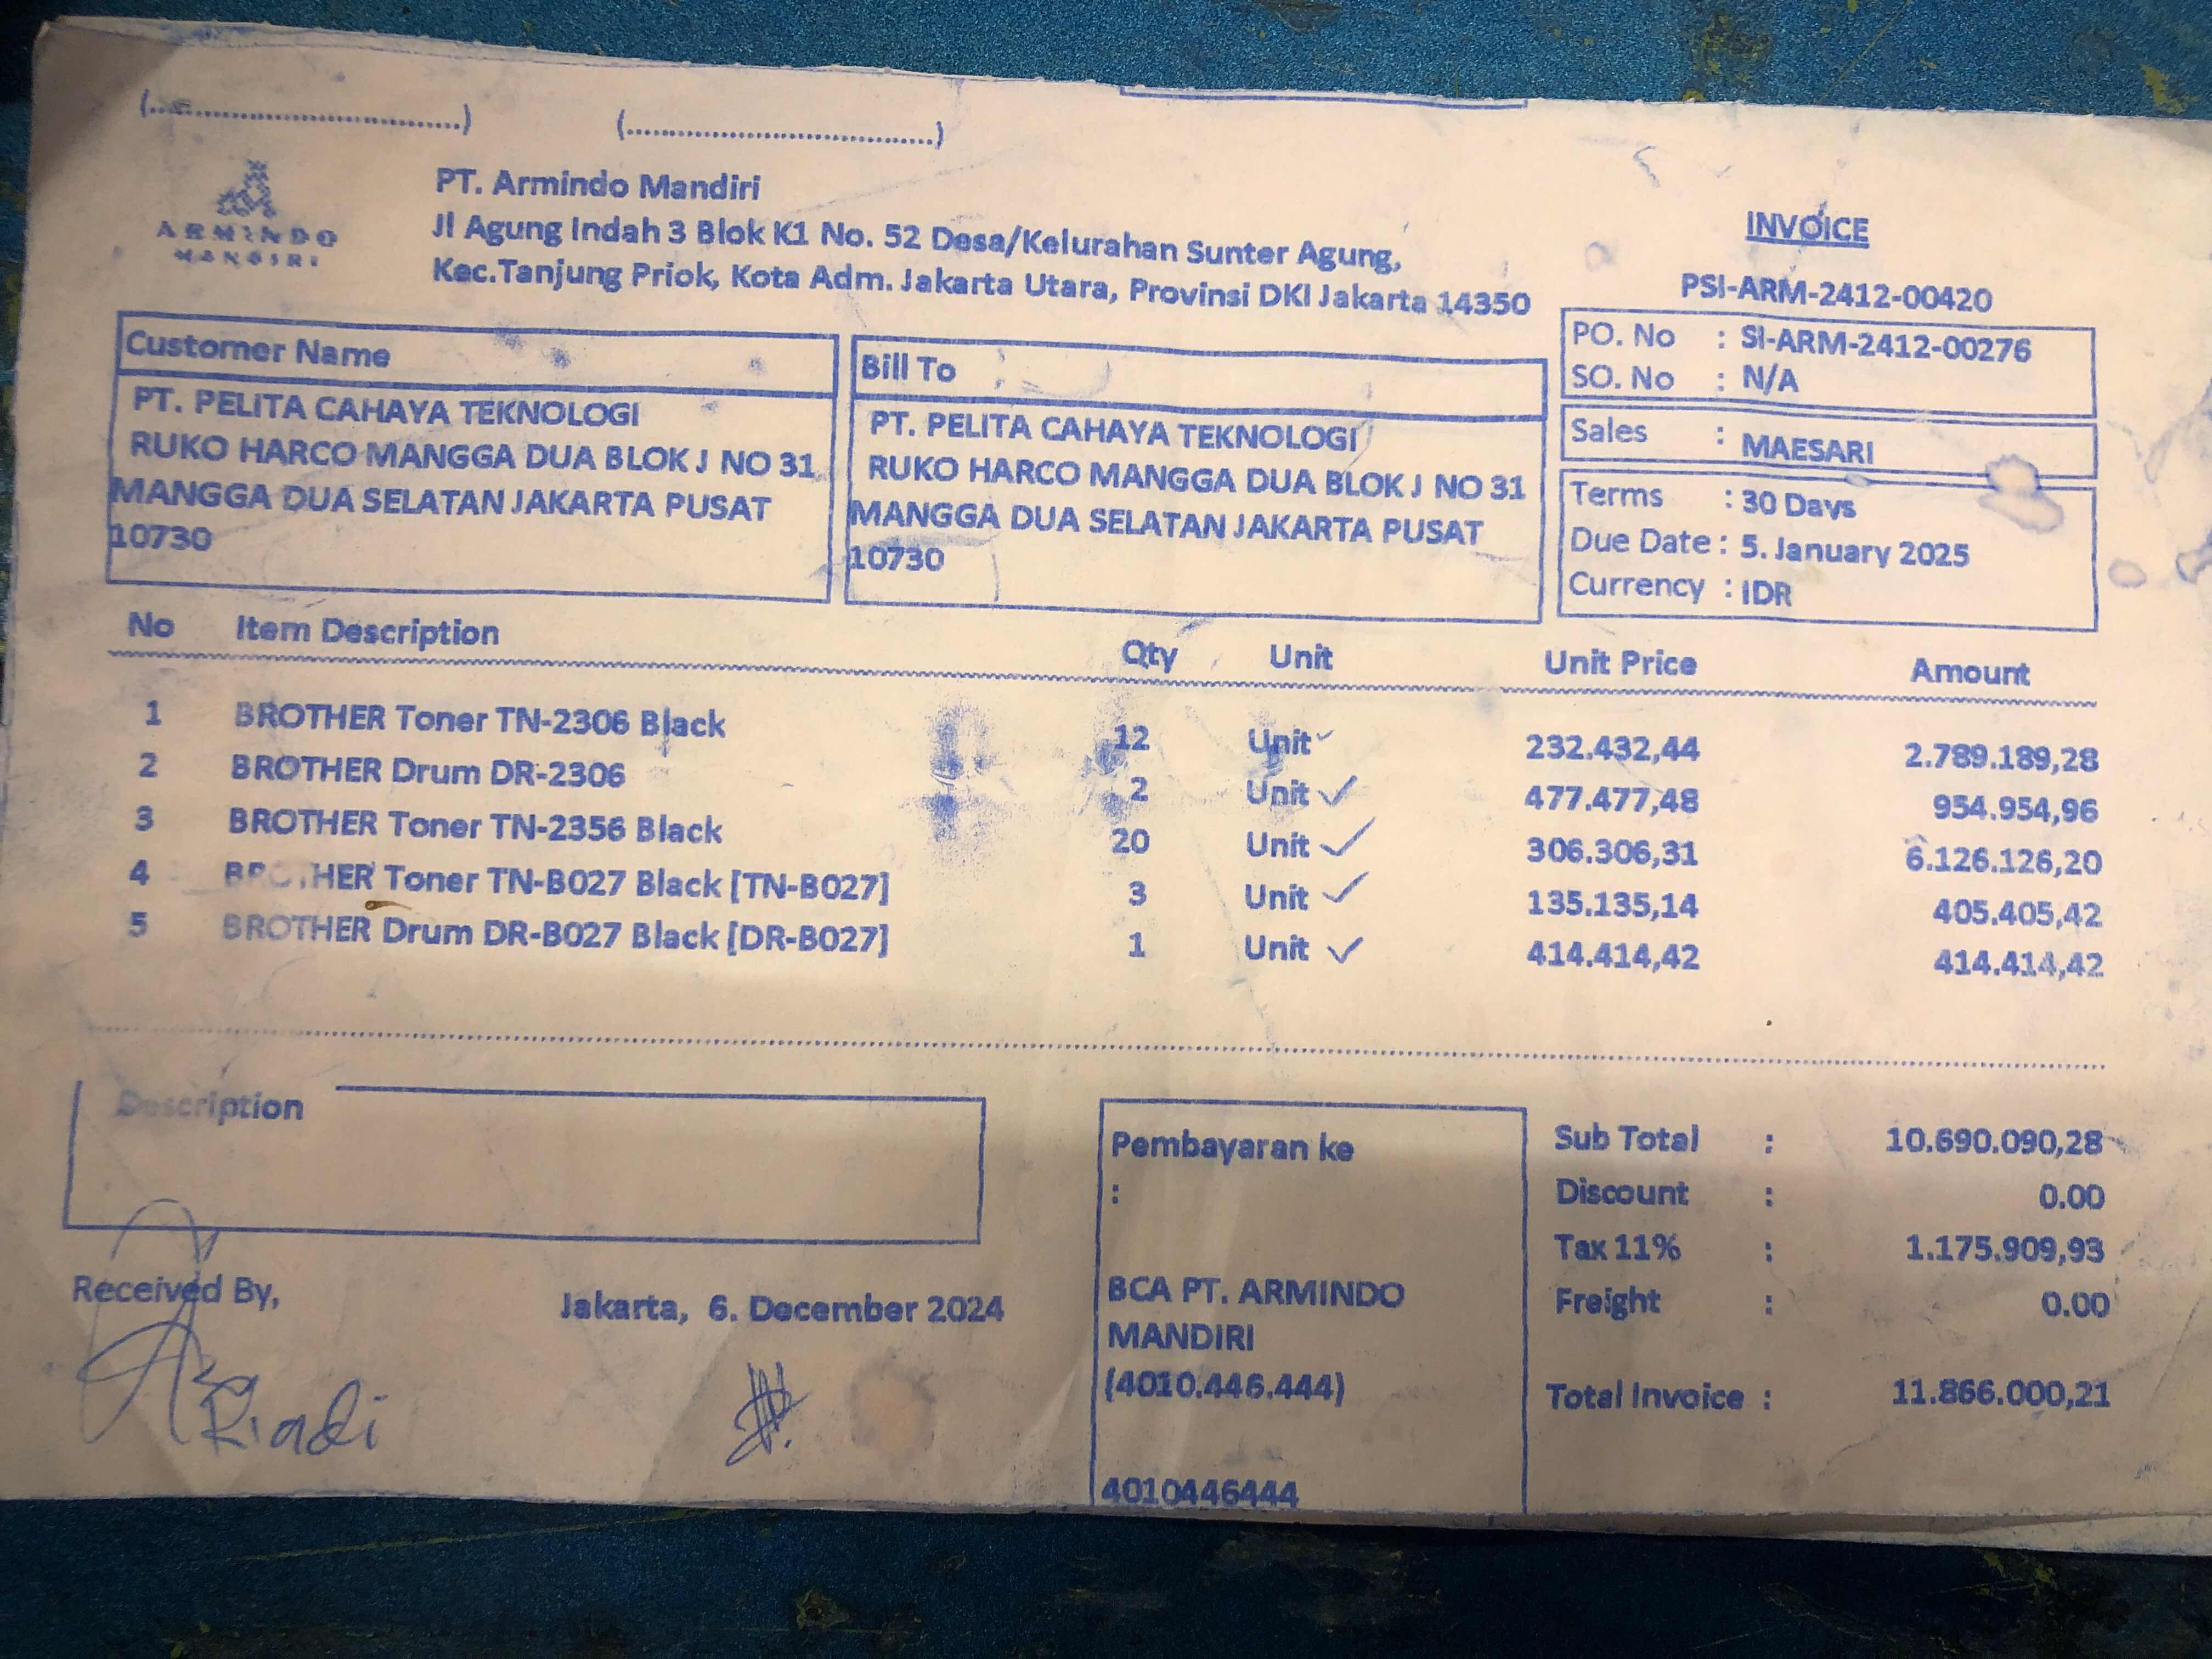 (....................................) (....................................)
ARMINDO
MANDIRI
PT. Armindo Mandiri
Jl Agung Indah 3 Blok K1 No. 52 Desa/Kelurahan Sunter Agung,
Kec.Tanjung Priok, Kota Adm. Jakarta Utara, Provinsi DKI Jakarta 14350
INVOICE
PSI-ARM-2412-00420
PO. No : SI-ARM-2412-00276
SO. No : N/A
Sales : MAESARI
Terms : 30 Days
Due Date : 5. January 2025
Currency : IDR
Customer Name
PT. PELITA CAHAYA TEKNOLOGI
RUKO HARCO MANGGA DUA BLOK J NO 31
MANGGA DUA SELATAN JAKARTA PUSAT
10730
Bill To
PT. PELITA CAHAYA TEKNOLOGI
RUKO HARCO MANGGA DUA BLOK J NO 31
MANGGA DUA SELATAN JAKARTA PUSAT
10730
No Item Description Qty Unit Unit Price Amount
1 BROTHER Toner TN-2306 Black 12 Unit 232.432,44 2.789.189,28
2 BROTHER Drum DR-2306 2 Unit ✓ 477.477,48 954.954,96
3 BROTHER Toner TN-2356 Black 20 Unit ✓ 306.306,31 6.126.126,20
4 BROTHER Toner TN-B027 Black [TN-B027] 3 Unit ✓ 135.135,14 405.405,42
5 BROTHER Drum DR-B027 Black [DR-B027] 1 Unit ✓ 414.414,42 414.414,42
Description
Received By,
Riadi
Jakarta, 6. December 2024
Pembayaran ke
:
BCA PT. ARMINDO
MANDIRI
(4010.446.444)
4010446444
Sub Total : 10.690.090,28
Discount : 0.00
Tax 11% : 1.175.909,93
Freight : 0.00
Total Invoice : 11.866.000,21